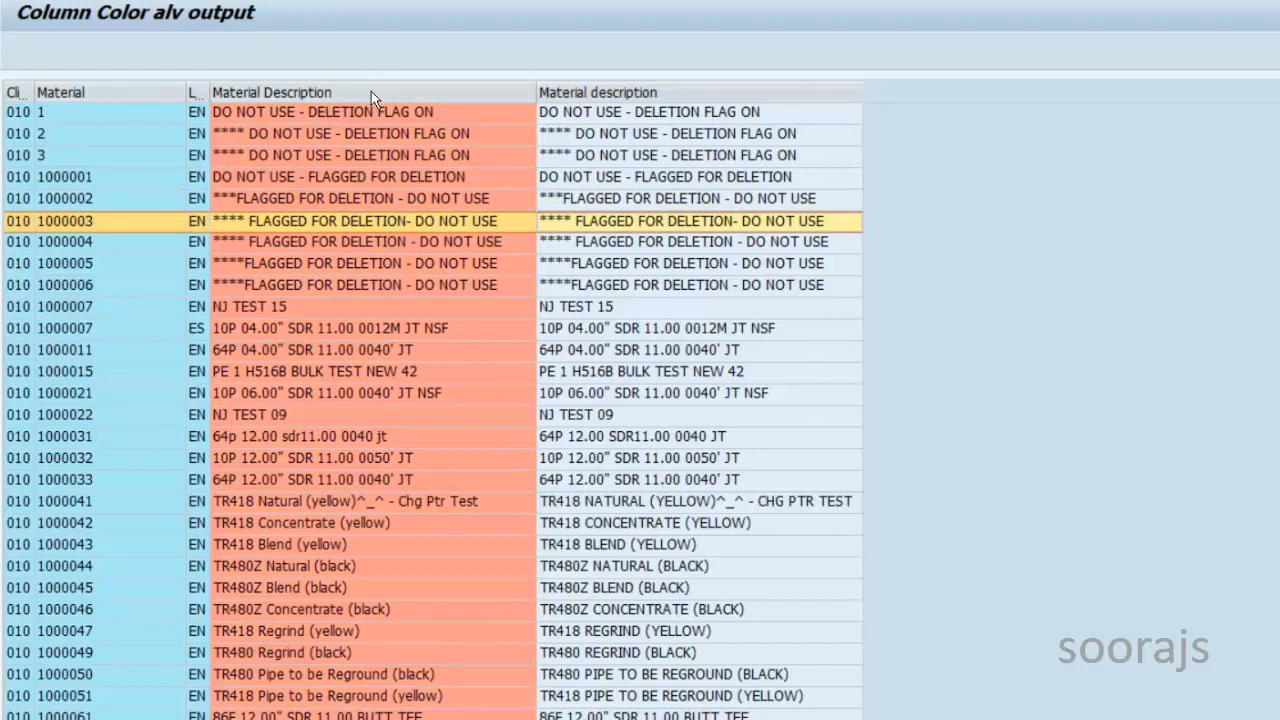 Column Color alv output
Cli... Material L... Material Description Material description
010 1 EN DO NOT USE - DELETION FLAG ON DO NOT USE - DELETION FLAG ON
010 2 EN **** DO NOT USE - DELETION FLAG ON **** DO NOT USE - DELETION FLAG ON
010 3 EN **** DO NOT USE - DELETION FLAG ON **** DO NOT USE - DELETION FLAG ON
010 1000001 EN DO NOT USE - FLAGGED FOR DELETION DO NOT USE - FLAGGED FOR DELETION
010 1000002 EN ***FLAGGED FOR DELETION - DO NOT USE ***FLAGGED FOR DELETION - DO NOT USE
010 1000003 EN **** FLAGGED FOR DELETION- DO NOT USE **** FLAGGED FOR DELETION- DO NOT USE
010 1000004 EN **** FLAGGED FOR DELETION - DO NOT USE **** FLAGGED FOR DELETION - DO NOT USE
010 1000005 EN ****FLAGGED FOR DELETION - DO NOT USE ****FLAGGED FOR DELETION - DO NOT USE
010 1000006 EN ****FLAGGED FOR DELETION - DO NOT USE ****FLAGGED FOR DELETION - DO NOT USE
010 1000007 EN NJ TEST 15 NJ TEST 15
010 1000007 ES 10P 04.00" SDR 11.00 0012M JT NSF 10P 04.00" SDR 11.00 0012M JT NSF
010 1000011 EN 64P 04.00" SDR 11.00 0040' JT 64P 04.00" SDR 11.00 0040' JT
010 1000015 EN PE 1 H516B BULK TEST NEW 42 PE 1 H516B BULK TEST NEW 42
010 1000021 EN 10P 06.00" SDR 11.00 0040' JT NSF 10P 06.00" SDR 11.00 0040' JT NSF
010 1000022 EN NJ TEST 09 NJ TEST 09
010 1000031 EN 64p 12.00 sdr11.00 0040 jt 64P 12.00 SDR11.00 0040 JT
010 1000032 EN 10P 12.00" SDR 11.00 0050' JT 10P 12.00" SDR 11.00 0050' JT
010 1000033 EN 64P 12.00" SDR 11.00 0040' JT 64P 12.00" SDR 11.00 0040' JT
010 1000041 EN TR418 Natural (yellow)^_^ - Chg Ptr Test TR418 NATURAL (YELLOW)^_^ - CHG PTR TEST
010 1000042 EN TR418 Concentrate (yellow) TR418 CONCENTRATE (YELLOW)
010 1000043 EN TR418 Blend (yellow) TR418 BLEND (YELLOW)
010 1000044 EN TR480Z Natural (black) TR480Z NATURAL (BLACK)
010 1000045 EN TR480Z Blend (black) TR480Z BLEND (BLACK)
010 1000046 EN TR480Z Concentrate (black) TR480Z CONCENTRATE (BLACK)
010 1000047 EN TR418 Regrind (yellow) TR418 REGRIND (YELLOW)
010 1000049 EN TR480 Regrind (black) TR480 REGRIND (BLACK)
010 1000050 EN TR480 Pipe to be Reground (black) TR480 PIPE TO BE REGROUND (BLACK)
010 1000051 EN TR418 Pipe to be Reground (yellow) TR418 PIPE TO BE REGROUND (YELLOW)
010 1000061 EN 86F 12.00" SDR 11.00 BUTT TEE 86F 12.00" SDR 11.00 BUTT TEE
soorajs